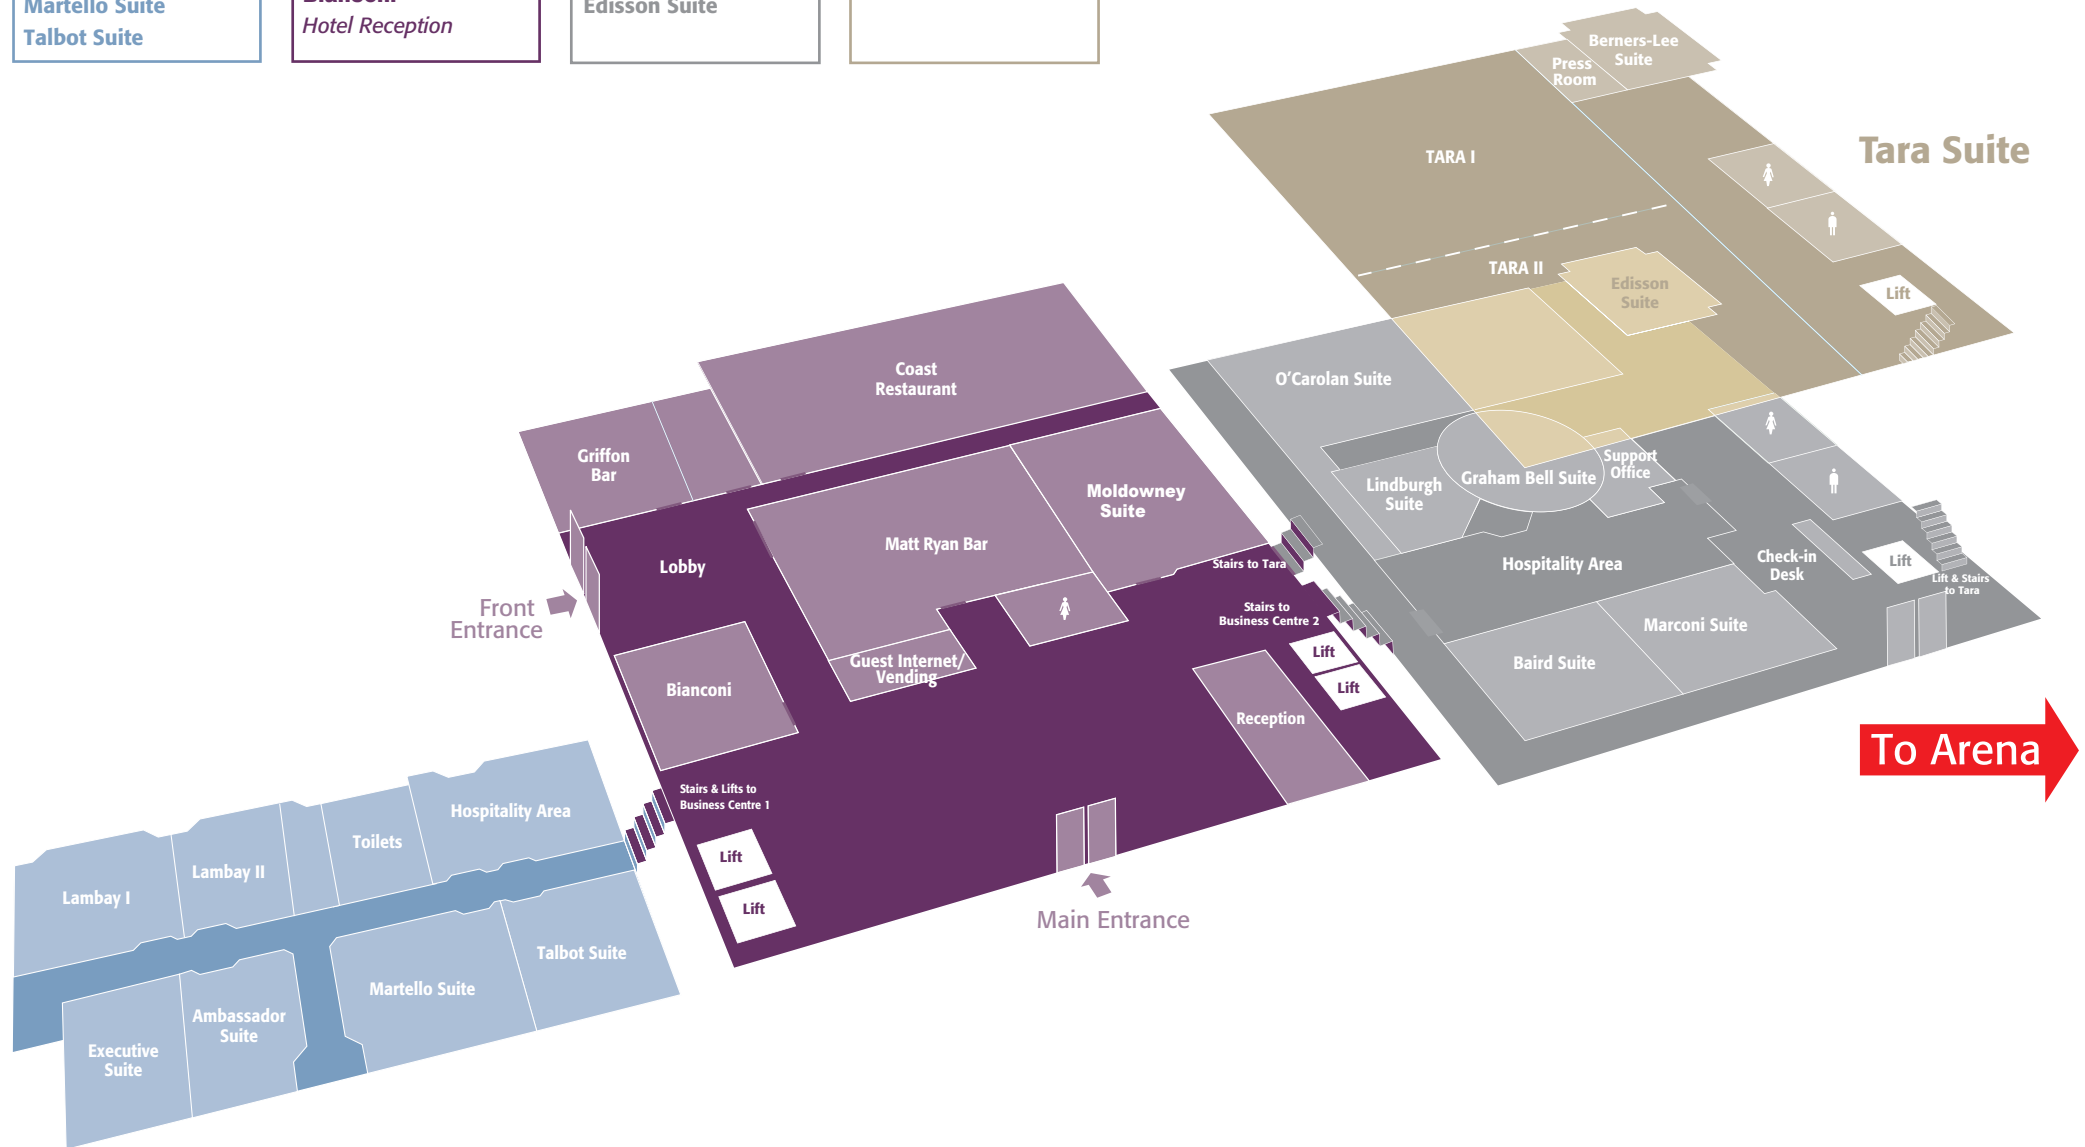 Martello Suite
Talbot Suite
Bianconi
Hotel Reception
Edisson Suite
Berners-Lee
Suite
Press
Room
TARA I
Tara Suite
TARA II
Edisson
Suite
Lift
Coast
Restaurant
O'Carolan Suite
Griffon
Bar
Moldowney
Suite
Lindburgh
Suite
Graham Bell Suite
Support
Office
Matt Ryan Bar
Lobby
Stairs to Tara
Hospitality Area
Check-in
Desk
Lift
Lift & Stairs
to Tara
Front
Entrance
Stairs to
Business Centre 2
Marconi Suite
Baird Suite
Guest Internet/
Vending
Lift
Lift
Bianconi
Reception
To Arena
Stairs & Lifts to
Business Centre 1
Hospitality Area
Toilets
Lift
Lambay II
Lambay I
Lift
Main Entrance
Talbot Suite
Martello Suite
Ambassador
Suite
Executive
Suite